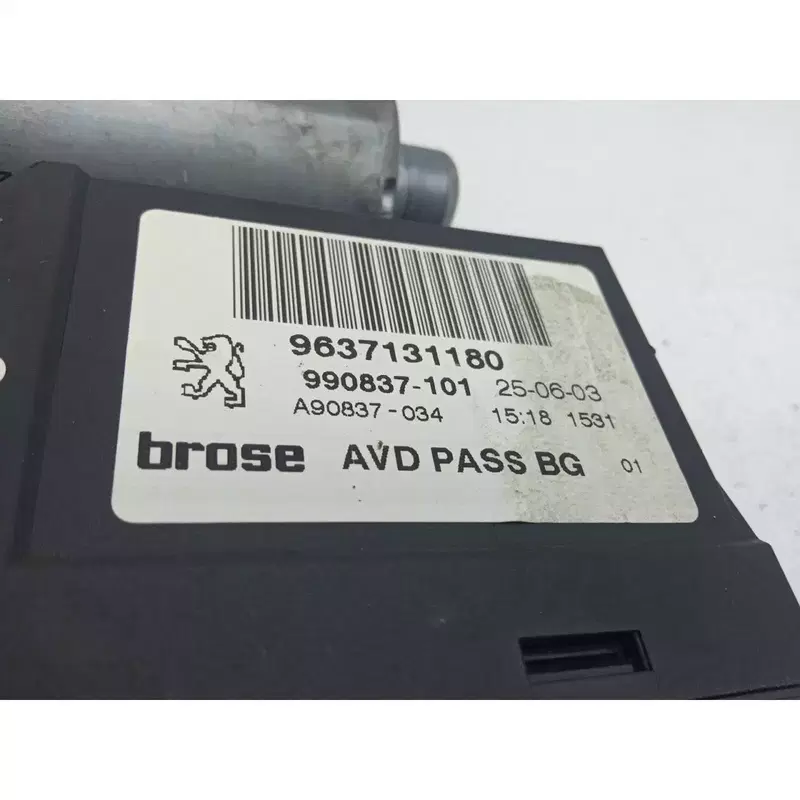 9637131180
990837-101 25-06-03
A90837-034 15:18 1531
brose AVD PASS BG 01